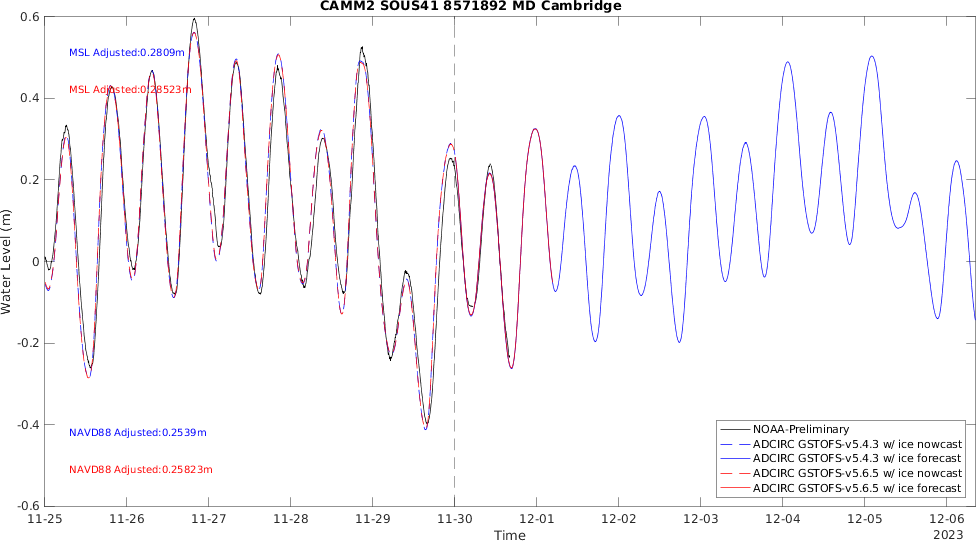 CAMM2 SOUS41 8571892 MD Cambridge
0.6
0.4
0.2
0
-0.2
-0.4
-0.6
Water Level (m)
MSL Adjusted:0.2809m
MSL Adjusted:0.28523m
NAVD88 Adjusted:0.2539m
NAVD88 Adjusted:0.25823m
NOAA-Preliminary
ADCIRC GSTOFS-v5.4.3 w/ ice nowcast
ADCIRC GSTOFS-v5.4.3 w/ ice forecast
ADCIRC GSTOFS-v5.6.5 w/ ice nowcast
ADCIRC GSTOFS-v5.6.5 w/ ice forecast
11-25 11-26 11-27 11-28 11-29 11-30 12-01 12-02 12-03 12-04 12-05 12-06
Time
2023